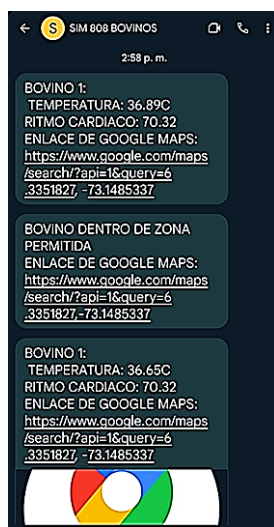 S SIM 808 BOVINOS
2:58 p. m.
BOVINO 1:
TEMPERATURA: 36.89C
RITMO CARDIACO: 70.32
ENLACE DE GOOGLE MAPS:
https://www.google.com/maps
/search/?api=1&query=6
.3351827, -73.1485337
BOVINO DENTRO DE ZONA
PERMITIDA
ENLACE DE GOOGLE MAPS:
https://www.google.com/maps
/search/?api=1&query=6
.3351827,-73.1485337
BOVINO 1:
TEMPERATURA: 36.65C
RITMO CARDIACO: 70.32
ENLACE DE GOOGLE MAPS:
https://www.google.com/maps
/search/?api=1&query=6
.3351827, -73.1485337